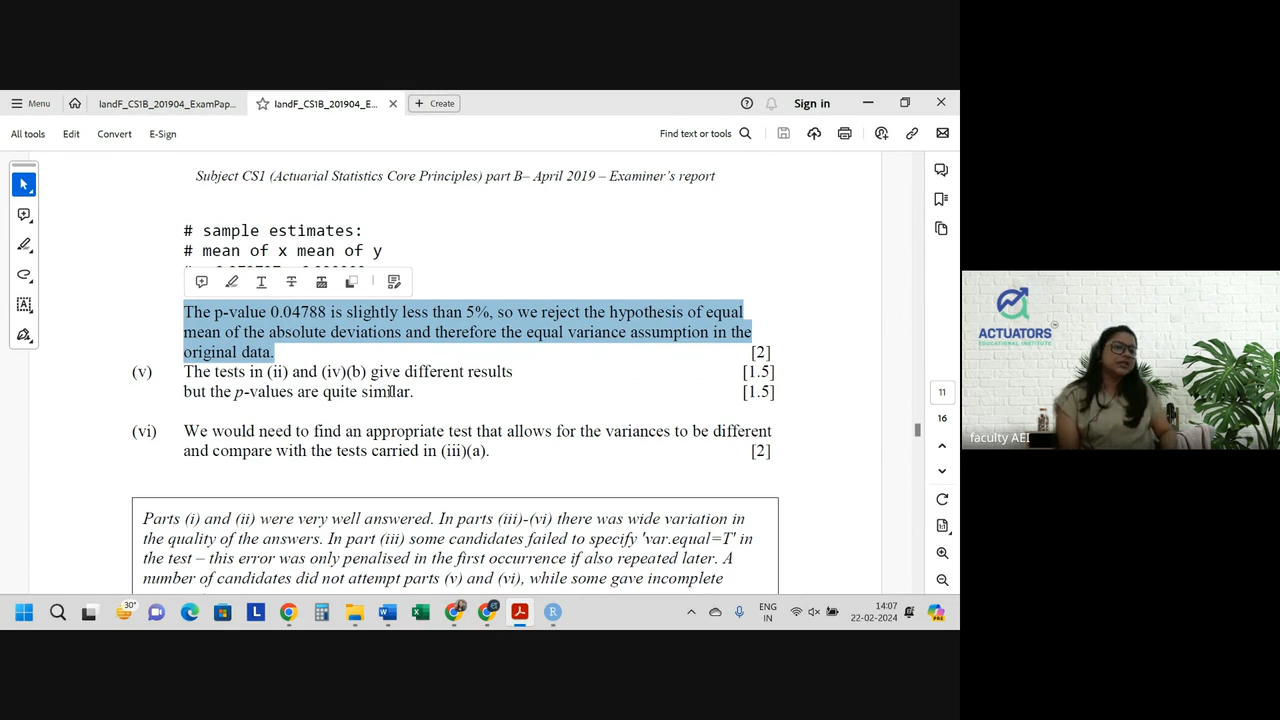 Menu
IandF_CS1B_201904_ExamPap...
IandF_CS1B_201904_E...
Create
Sign in
All tools
Edit
Convert
E-Sign
Find text or tools
Subject CS1 (Actuarial Statistics Core Principles) part B– April 2019 – Examiner's report
# sample estimates:
# mean of x mean of y
The p-value 0.04788 is slightly less than 5%, so we reject the hypothesis of equal
mean of the absolute deviations and therefore the equal variance assumption in the
original data. [2]
(v) The tests in (ii) and (iv)(b) give different results [1.5]
but the p-values are quite similar. [1.5]
(vi) We would need to find an appropriate test that allows for the variances to be different
and compare with the tests carried in (iii)(a). [2]
Parts (i) and (ii) were very well answered. In parts (iii)-(vi) there was wide variation in
the quality of the answers. In part (iii) some candidates failed to specify 'var.equal=T' in
the test – this error was only penalised in the first occurrence if also repeated later. A
number of candidates did not attempt parts (v) and (vi), while some gave incomplete
11
16
ACTUATORS
EDUCATIONAL INSTITUTE
faculty AEI
30°
ENG
IN
14:07
22-02-2024